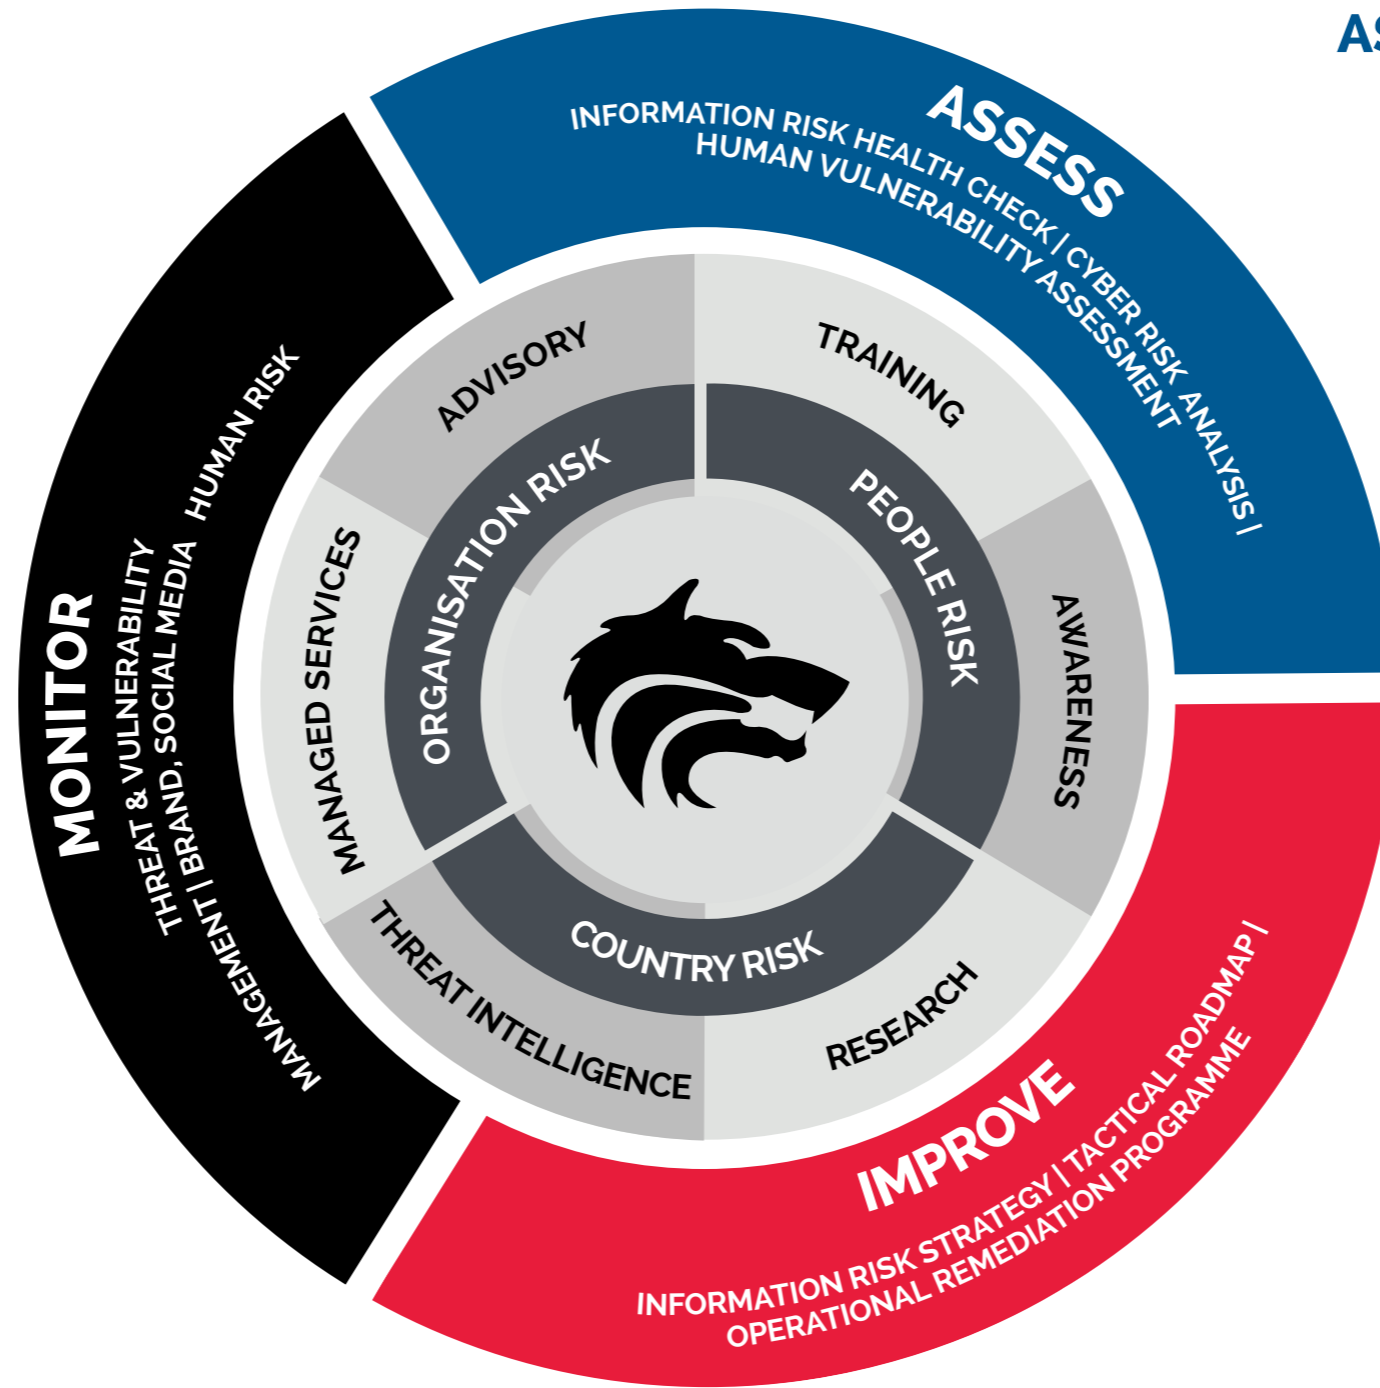 AS
ASSESS
INFORMATION RISK HEALTH CHECK | CYBER RISK ANALYSIS |
HUMAN VULNERABILITY ASSESSMENT
IMPROVE
INFORMATION RISK STRATEGY | TACTICAL ROADMAP |
OPERATIONAL REMEDIATION PROGRAMME
MONITOR
THREAT & VULNERABILITY
MANAGEMENT | BRAND, SOCIAL MEDIA HUMAN RISK
ADVISORY
TRAINING
AWARENESS
RESEARCH
THREAT INTELLIGENCE
MANAGED SERVICES
ORGANISATION RISK
PEOPLE RISK
COUNTRY RISK